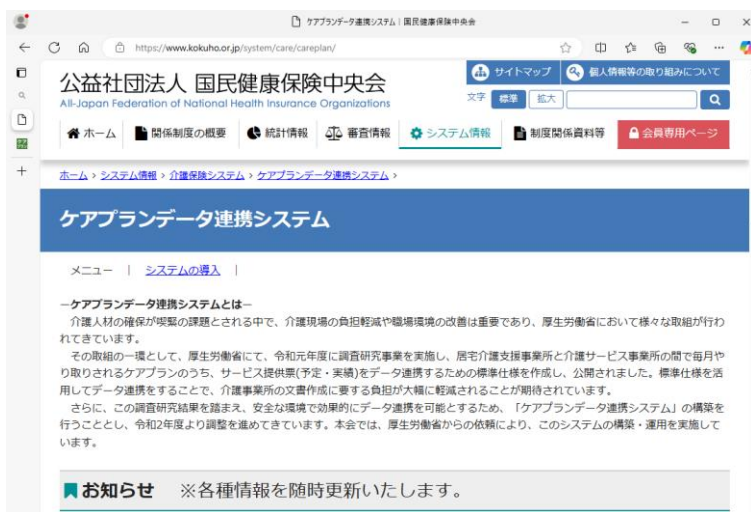 ケアプランデータ連携システム｜国民健康保険中央会
https://www.kokuho.or.jp/system/care/careplan/
公益社団法人 国民健康保険中央会
All-Japan Federation of National Health Insurance Organizations
サイトマップ 個人情報等の取り組みについて
文字 標準 拡大
ホーム 関係制度の概要 統計情報 審査情報 システム情報 制度関係資料等 会員専用ページ
ホーム › システム情報 › 介護保険システム › ケアプランデータ連携システム ›
ケアプランデータ連携システム
メニュー ｜ システムの導入 ｜
―ケアプランデータ連携システムとは―
介護人材の確保が喫緊の課題とされる中で、介護現場の負担軽減や職場環境の改善は重要であり、厚生労働省において様々な取組が行わ
れてきています。
その取組の一環として、厚生労働省にて、令和元年度に調査研究事業を実施し、居宅介護支援事業所と介護サービス事業所の間で毎月や
り取りされるケアプランのうち、サービス提供票(予定・実績)をデータ連携するための標準仕様を作成し、公開されました。標準仕様を活
用してデータ連携をすることで、介護事業所の文書作成に要する負担が大幅に軽減されることが期待されています。
さらに、この調査研究結果を踏まえ、安全な環境で効果的にデータ連携を可能とするため、「ケアプランデータ連携システム」の構築を
行うこととし、令和2年度より調整を進めてきています。本会では、厚生労働省からの依頼により、このシステムの構築・運用を実施して
います。
お知らせ ※各種情報を随時更新いたします。